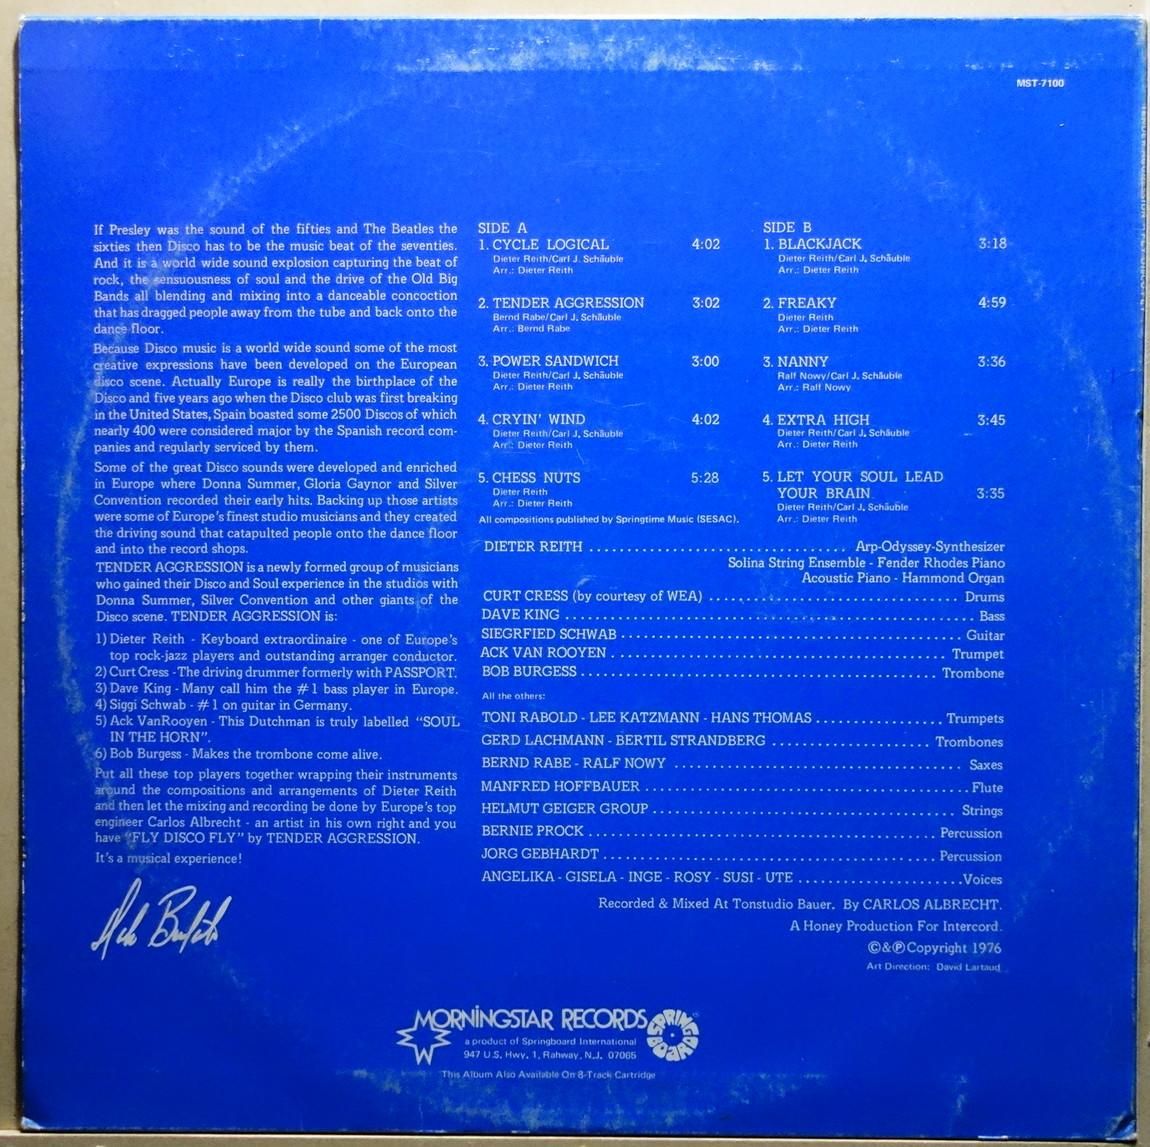 MST-7100
If Presley was the sound of the fifties and The Beatles the
sixties then Disco has to be the music beat of the seventies.
And it is a world wide sound explosion capturing the beat of
rock, the sensuousness of soul and the drive of the Old Big
Bands all blending and mixing into a danceable concoction
that has dragged people away from the tube and back onto the
dance floor.
Because Disco music is a world wide sound some of the most
creative expressions have been developed on the European
disco scene. Actually Europe is really the birthplace of the
Disco and five years ago when the Disco club was first breaking
in the United States, Spain boasted some 2500 Discos of which
nearly 400 were considered major by the Spanish record com-
panies and regularly serviced by them.
Some of the great Disco sounds were developed and enriched
in Europe where Donna Summer, Gloria Gaynor and Silver
Convention recorded their early hits. Backing up those artists
were some of Europe's finest studio musicians and they created
the driving sound that catapulted people onto the dance floor
and into the record shops.
TENDER AGGRESSION is a newly formed group of musicians
who gained their Disco and Soul experience in the studios with
Donna Summer, Silver Convention and other giants of the
Disco scene. TENDER AGGRESSION is:
1) Dieter Reith - Keyboard extraordinaire - one of Europe's
top rock-jazz players and outstanding arranger conductor.
2) Curt Cress -The driving drummer formerly with PASSPORT.
3) Dave King - Many call him the #1 bass player in Europe.
4) Siggi Schwab - #1 on guitar in Germany.
5) Ack VanRooyen - This Dutchman is truly labelled "SOUL
IN THE HORN".
6) Bob Burgess - Makes the trombone come alive.
Put all these top players together wrapping their instruments
around the compositions and arrangements of Dieter Reith
and then let the mixing and recording be done by Europe's top
engineer Carlos Albrecht - an artist in his own right and you
have "FLY DISCO FLY" by TENDER AGGRESSION.
It's a musical experience!
SIDE A
1. CYCLE LOGICAL 4:02
Dieter Reith/Carl J. Schäuble
Arr.: Dieter Reith
2. TENDER AGGRESSION 3:02
Bernd Rabe/Carl J. Schäuble
Arr.: Bernd Rabe
3. POWER SANDWICH 3:00
Dieter Reith/Carl J. Schäuble
Arr.: Dieter Reith
4. CRYIN' WIND 4:02
Dieter Reith/Carl J. Schäuble
Arr.: Dieter Reith
5. CHESS NUTS 5:28
Dieter Reith
Arr.: Dieter Reith
All compositions published by Springtime Music (SESAC).
SIDE B
1. BLACKJACK 3:18
Dieter Reith/Carl J. Schäuble
Arr.: Dieter Reith
2. FREAKY 4:59
Dieter Reith
Arr.: Dieter Reith
3. NANNY 3:36
Ralf Nowy/Carl J. Schäuble
Arr.: Ralf Nowy
4. EXTRA HIGH 3:45
Dieter Reith/Carl J. Schäuble
Arr.: Dieter Reith
5. LET YOUR SOUL LEAD
YOUR BRAIN 3:35
Dieter Reith/Carl J. Schäuble
Arr.: Dieter Reith
DIETER REITH ........ Arp-Odyssey-Synthesizer
Solina String Ensemble - Fender Rhodes Piano
Acoustic Piano - Hammond Organ
CURT CRESS (by courtesy of WEA) ........ Drums
DAVE KING ........ Bass
SIEGRFIED SCHWAB ........ Guitar
ACK VAN ROOYEN ........ Trumpet
BOB BURGESS ........ Trombone
All the others:
TONI RABOLD - LEE KATZMANN - HANS THOMAS ........ Trumpets
GERD LACHMANN - BERTIL STRANDBERG ........ Trombones
BERND RABE - RALF NOWY ........ Saxes
MANFRED HOFFBAUER ........ Flute
HELMUT GEIGER GROUP ........ Strings
BERNIE PROCK ........ Percussion
JORG GEBHARDT ........ Percussion
ANGELIKA - GISELA - INGE - ROSY - SUSI - UTE ........ Voices
Recorded & Mixed At Tonstudio Bauer. By CARLOS ALBRECHT.
A Honey Production For Intercord.
©&℗Copyright 1976
Art Direction: David Lartaud
MORNINGSTAR RECORDS
SPRING BOARD
a product of Springboard International
947 U.S. Hwy. 1, Rahway, N.J. 07065
This Album Also Available On 8-Track Cartridge